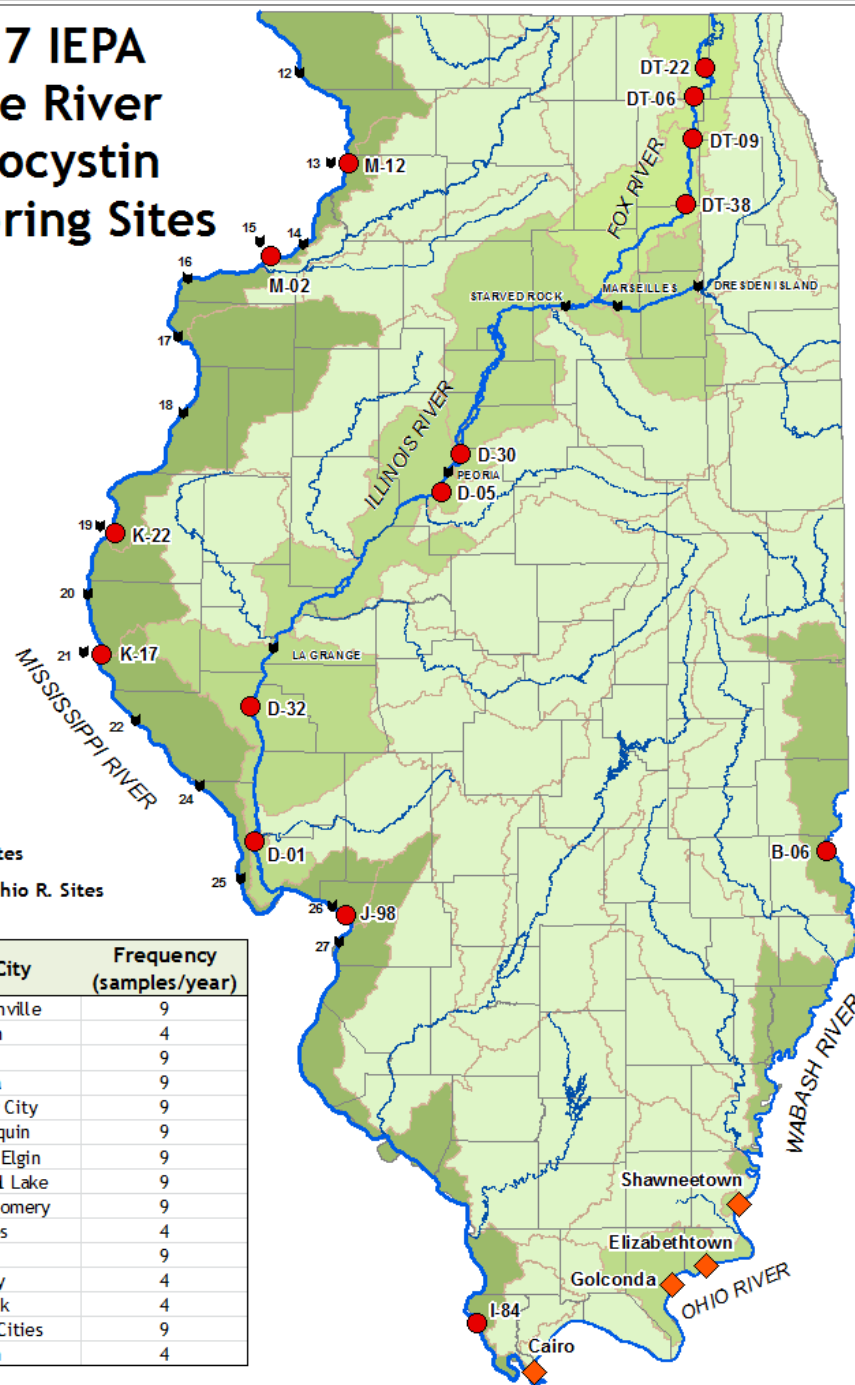 7 IEPA
e River
ocystin
ring Sites
12
13
M-12
15
14
M-02
16
17
18
19
K-22
20
21
K-17
MISSISSIPPI RIVER
22
24
25
26
J-98
27
DT-22
DT-06
DT-09
FOX RIVER
DT-38
STARVED ROCK
MARSEILLES
DRESDEN ISLAND
ILLINOIS RIVER
D-30
PEORIA
D-05
LA GRANGE
D-32
D-01
B-06
WABASH RIVER
Shawneetown
Elizabethtown
Golconda
OHIO RIVER
I-84
Cairo
tes
hio R. Sites
City Frequency
(samples/year)
nville 9
4
9
9
City 9
quin 9
Elgin 9
l Lake 9
omery 9
s 4
9
y 4
k 4
Cities 9
4